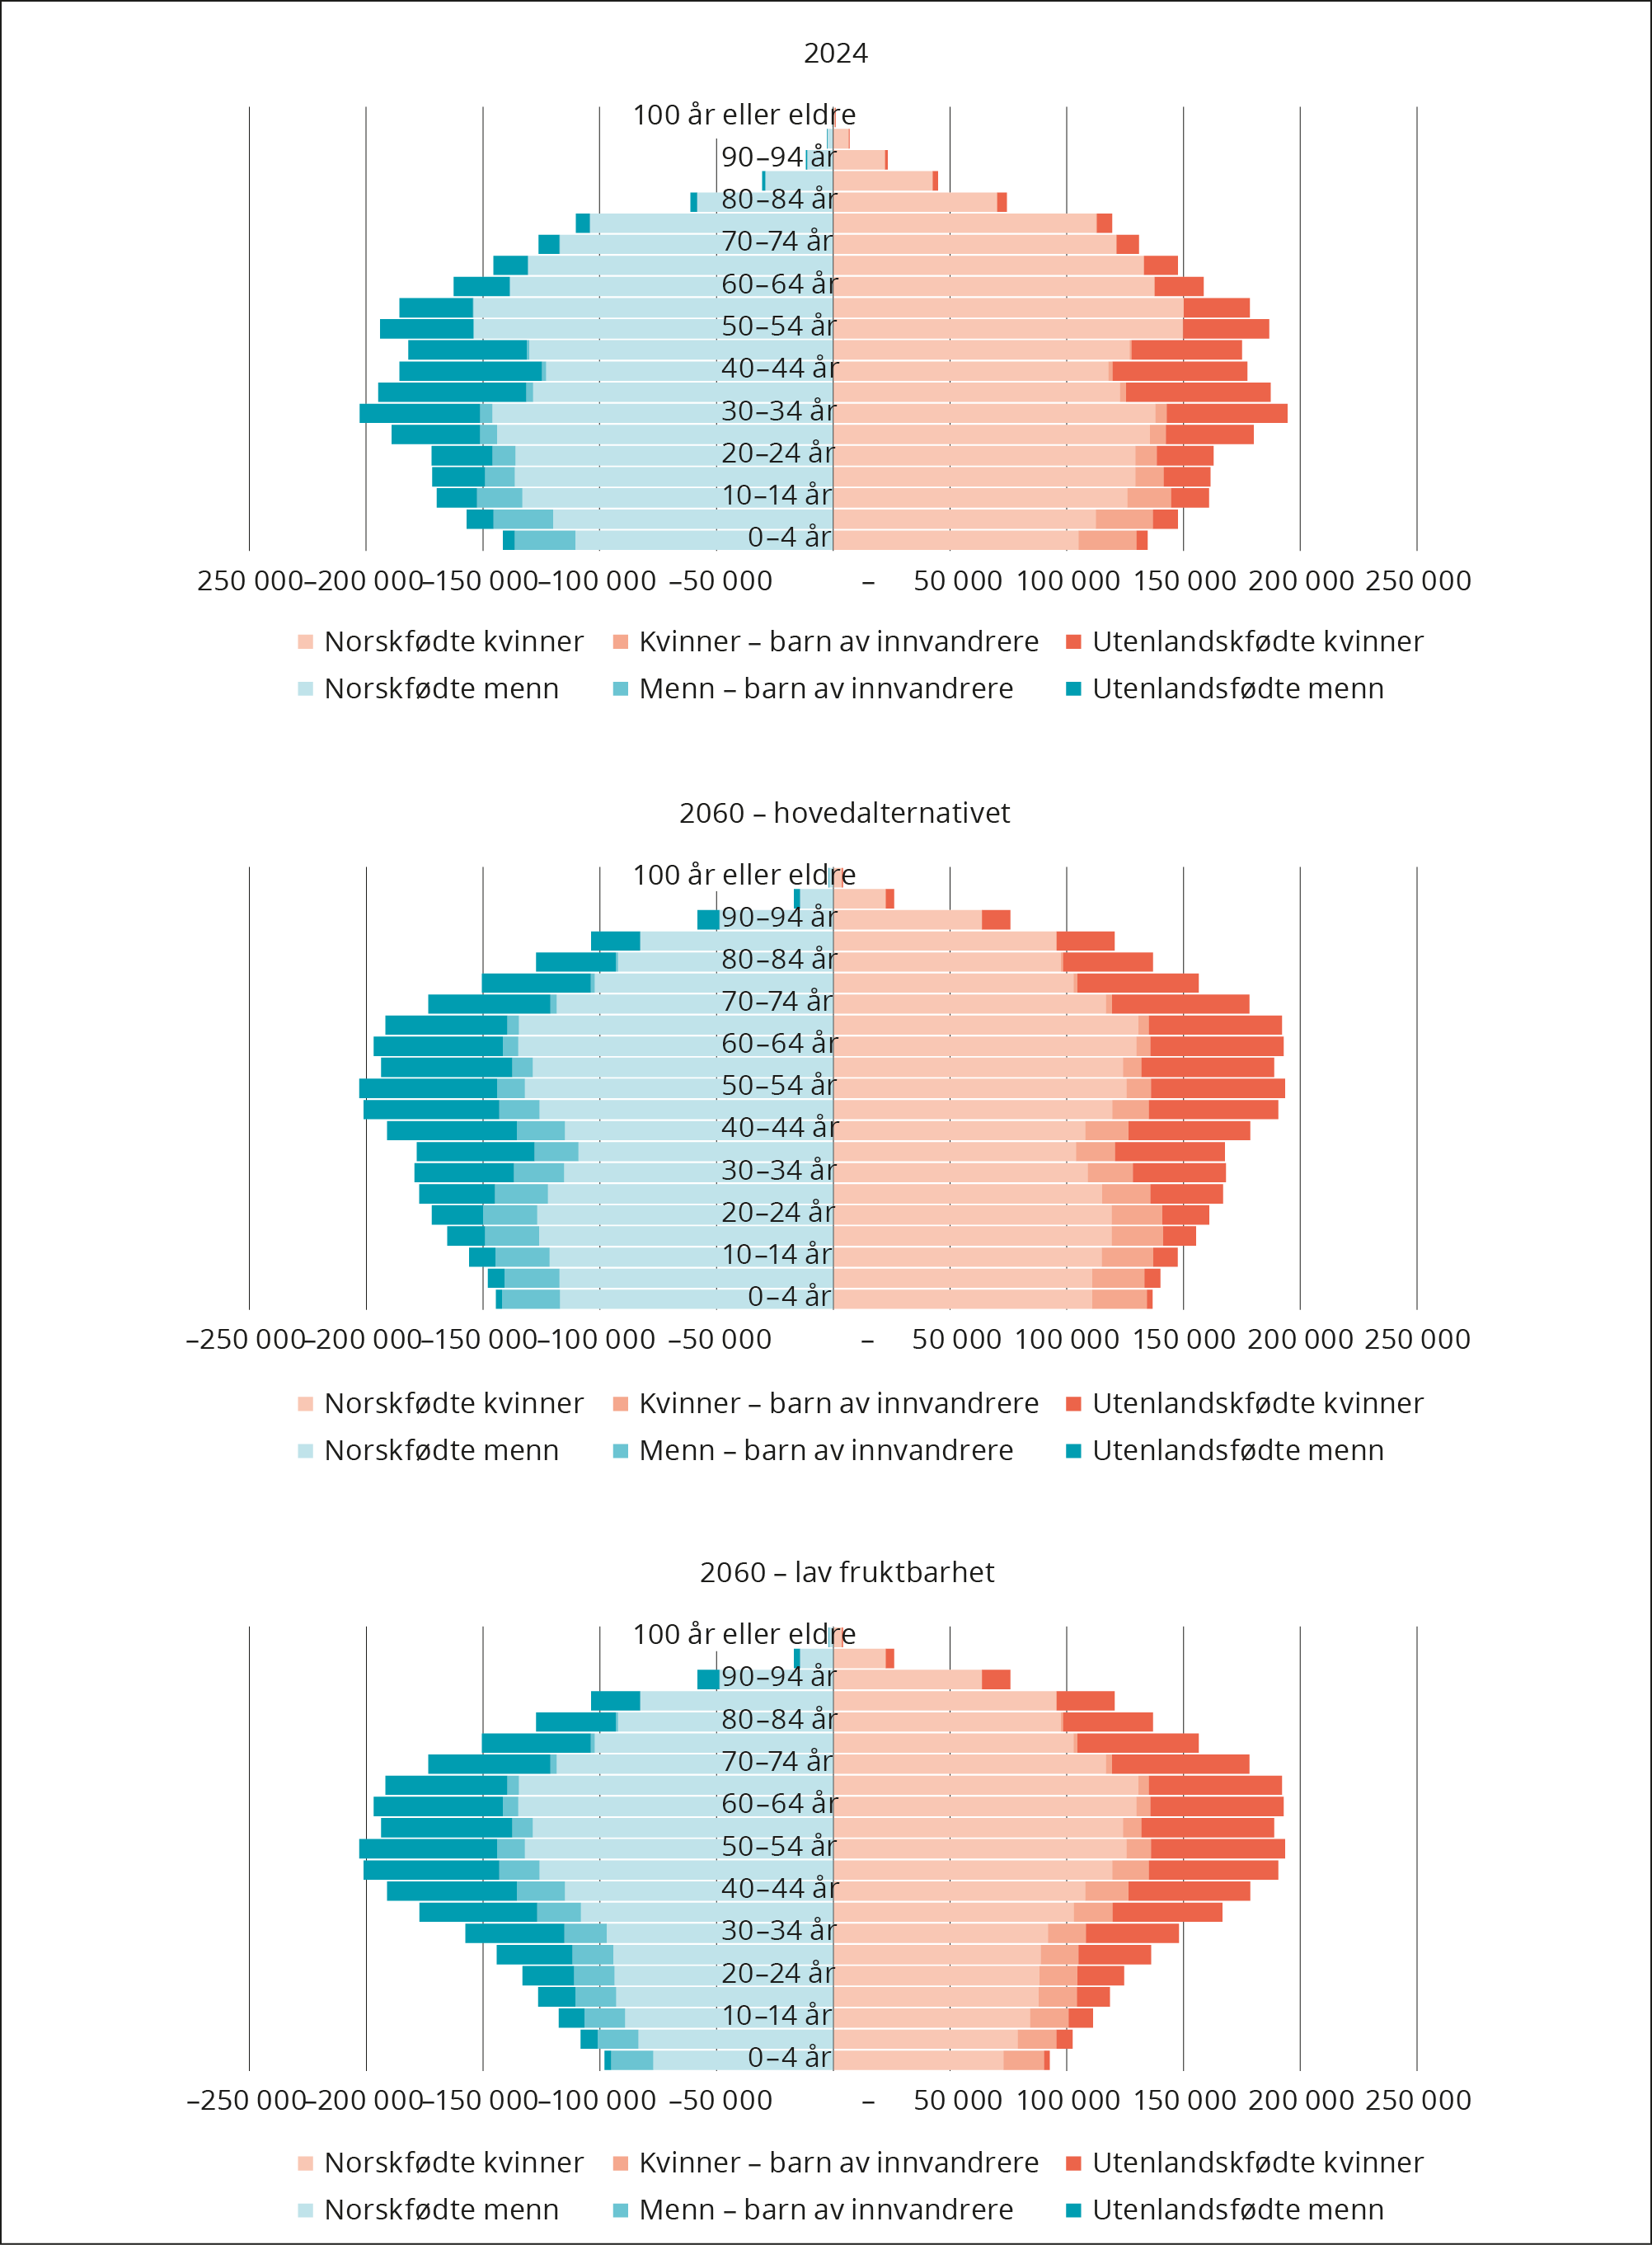 2024
100 år eller eldre
90–94 år
80–84 år
70–74 år
60–64 år
50–54 år
40–44 år
30–34 år
20–24 år
10–14 år
0–4 år
250 000 –200 000 –150 000 –100 000 –50 000 – 50 000 100 000 150 000 200 000 250 000
Norskfødte kvinner Kvinner – barn av innvandrere Utenlandskfødte kvinner
Norskfødte menn Menn – barn av innvandrere Utenlandsfødte menn
2060 – hovedalternativet
100 år eller eldre
90–94 år
80–84 år
70–74 år
60–64 år
50–54 år
40–44 år
30–34 år
20–24 år
10–14 år
0–4 år
–250 000 –200 000 –150 000 –100 000 –50 000 – 50 000 100 000 150 000 200 000 250 000
Norskfødte kvinner Kvinner – barn av innvandrere Utenlandskfødte kvinner
Norskfødte menn Menn – barn av innvandrere Utenlandsfødte menn
2060 – lav fruktbarhet
100 år eller eldre
90–94 år
80–84 år
70–74 år
60–64 år
50–54 år
40–44 år
30–34 år
20–24 år
10–14 år
0–4 år
–250 000 –200 000 –150 000 –100 000 –50 000 – 50 000 100 000 150 000 200 000 250 000
Norskfødte kvinner Kvinner – barn av innvandrere Utenlandskfødte kvinner
Norskfødte menn Menn – barn av innvandrere Utenlandsfødte menn